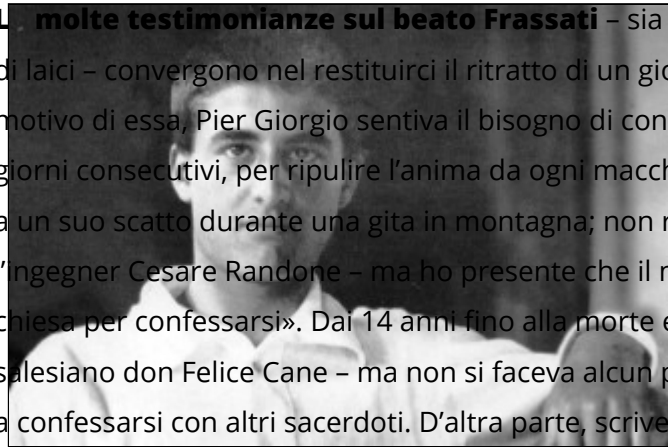 L molte testimonianze sul beato Frassati – sia
di laici – convergono nel restituirci il ritratto di un gio
motivo di essa, Pier Giorgio sentiva il bisogno di con
giorni consecutivi, per ripulire l’anima da ogni macch
a un suo scatto durante una gita in montagna; non
l’ingegner Cesare Randone – ma ho presente che il
chiesa per confessarsi». Dai 14 anni fino alla morte e
salesiano don Felice Cane – ma non si faceva alcun p
a confessarsi con altri sacerdoti. D’altra parte, scrive